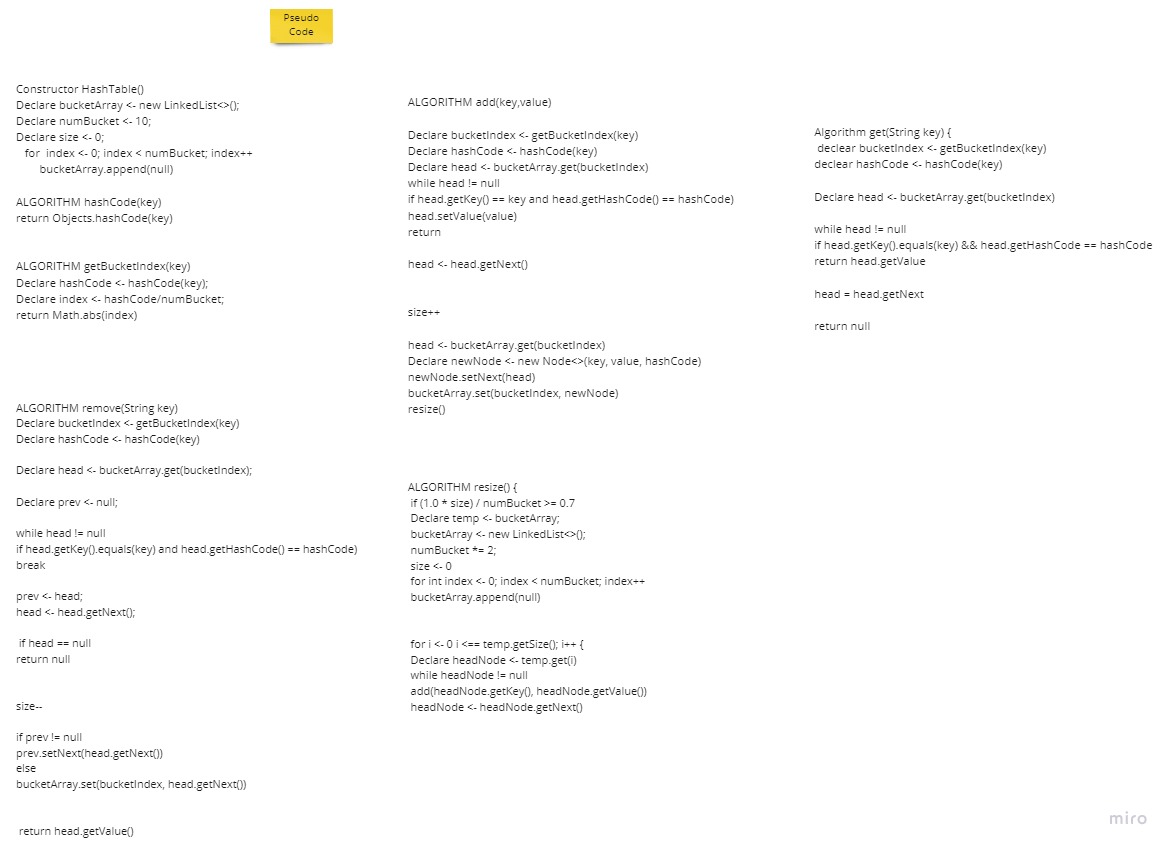 Pseudo
Code
Constructor HashTable()
Declare bucketArray <- new LinkedList<>();
Declare numBucket <- 10;
Declare size <- 0;
for index <- 0; index < numBucket; index++
bucketArray.append(null)
ALGORITHM hashCode(key)
return Objects.hashCode(key)
ALGORITHM getBucketIndex(key)
Declare hashCode <- hashCode(key);
Declare index <- hashCode/numBucket;
return Math.abs(index)
ALGORITHM remove(String key)
Declare bucketIndex <- getBucketIndex(key)
Declare hashCode <- hashCode(key)
Declare head <- bucketArray.get(bucketIndex);
Declare prev <- null;
while head != null
if head.getKey().equals(key) and head.getHashCode() == hashCode)
break
prev <- head;
head <- head.getNext();
if head == null
return null
size--
if prev != null
prev.setNext(head.getNext())
else
bucketArray.set(bucketIndex, head.getNext())
return head.getValue()
ALGORITHM add(key,value)
Declare bucketIndex <- getBucketIndex(key)
Declare hashCode <- hashCode(key)
Declare head <- bucketArray.get(bucketIndex)
while head != null
if head.getKey() == key and head.getHashCode() == hashCode)
head.setValue(value)
return
head <- head.getNext()
size++
head <- bucketArray.get(bucketIndex)
Declare newNode <- new Node<>(key, value, hashCode)
newNode.setNext(head)
bucketArray.set(bucketIndex, newNode)
resize()
ALGORITHM resize() {
if (1.0 * size) / numBucket >= 0.7
Declare temp <- bucketArray;
bucketArray <- new LinkedList<>();
numBucket *= 2;
size <- 0
for int index <- 0; index < numBucket; index++
bucketArray.append(null)
for i <- 0 i <== temp.getSize(); i++ {
Declare headNode <- temp.get(i)
while headNode != null
add(headNode.getKey(), headNode.getValue())
headNode <- headNode.getNext()
Algorithm get(String key) {
declear bucketIndex <- getBucketIndex(key)
declear hashCode <- hashCode(key)
Declare head <- bucketArray.get(bucketIndex)
while head != null
if head.getKey().equals(key) && head.getHashCode == hashCode
return head.getValue
head = head.getNext
return null
miro